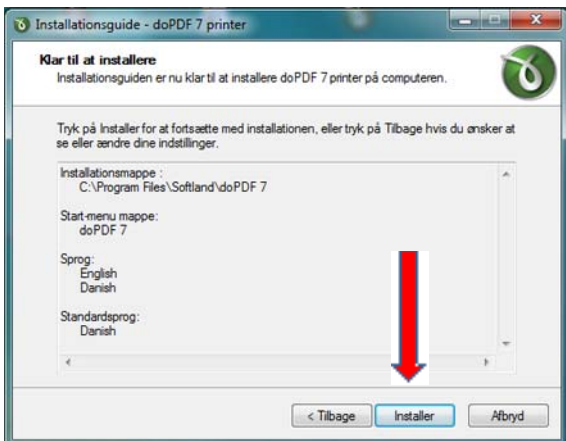 Installationsguide - doPDF 7 printer
Klar til at installere
Installationsguiden er nu klar til at installere doPDF 7 printer på computeren.
Tryk på Installer for at fortsætte med installationen, eller tryk på Tilbage hvis du ønsker at
se eller ændre dine indstillinger.
Installationsmappe :
C:\Program Files\Softland\doPDF 7
Start-menu mappe:
doPDF 7
Sprog:
English
Danish
Standardsprog:
Danish
< Tilbage
Installer
Afbryd